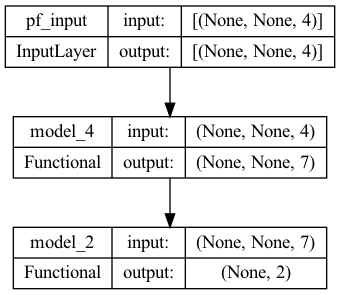 pf_input input: [(None, None, 4)]
InputLayer output: [(None, None, 4)]
model_4 input: (None, None, 4)
Functional output: (None, None, 7)
model_2 input: (None, None, 7)
Functional output: (None, 2)